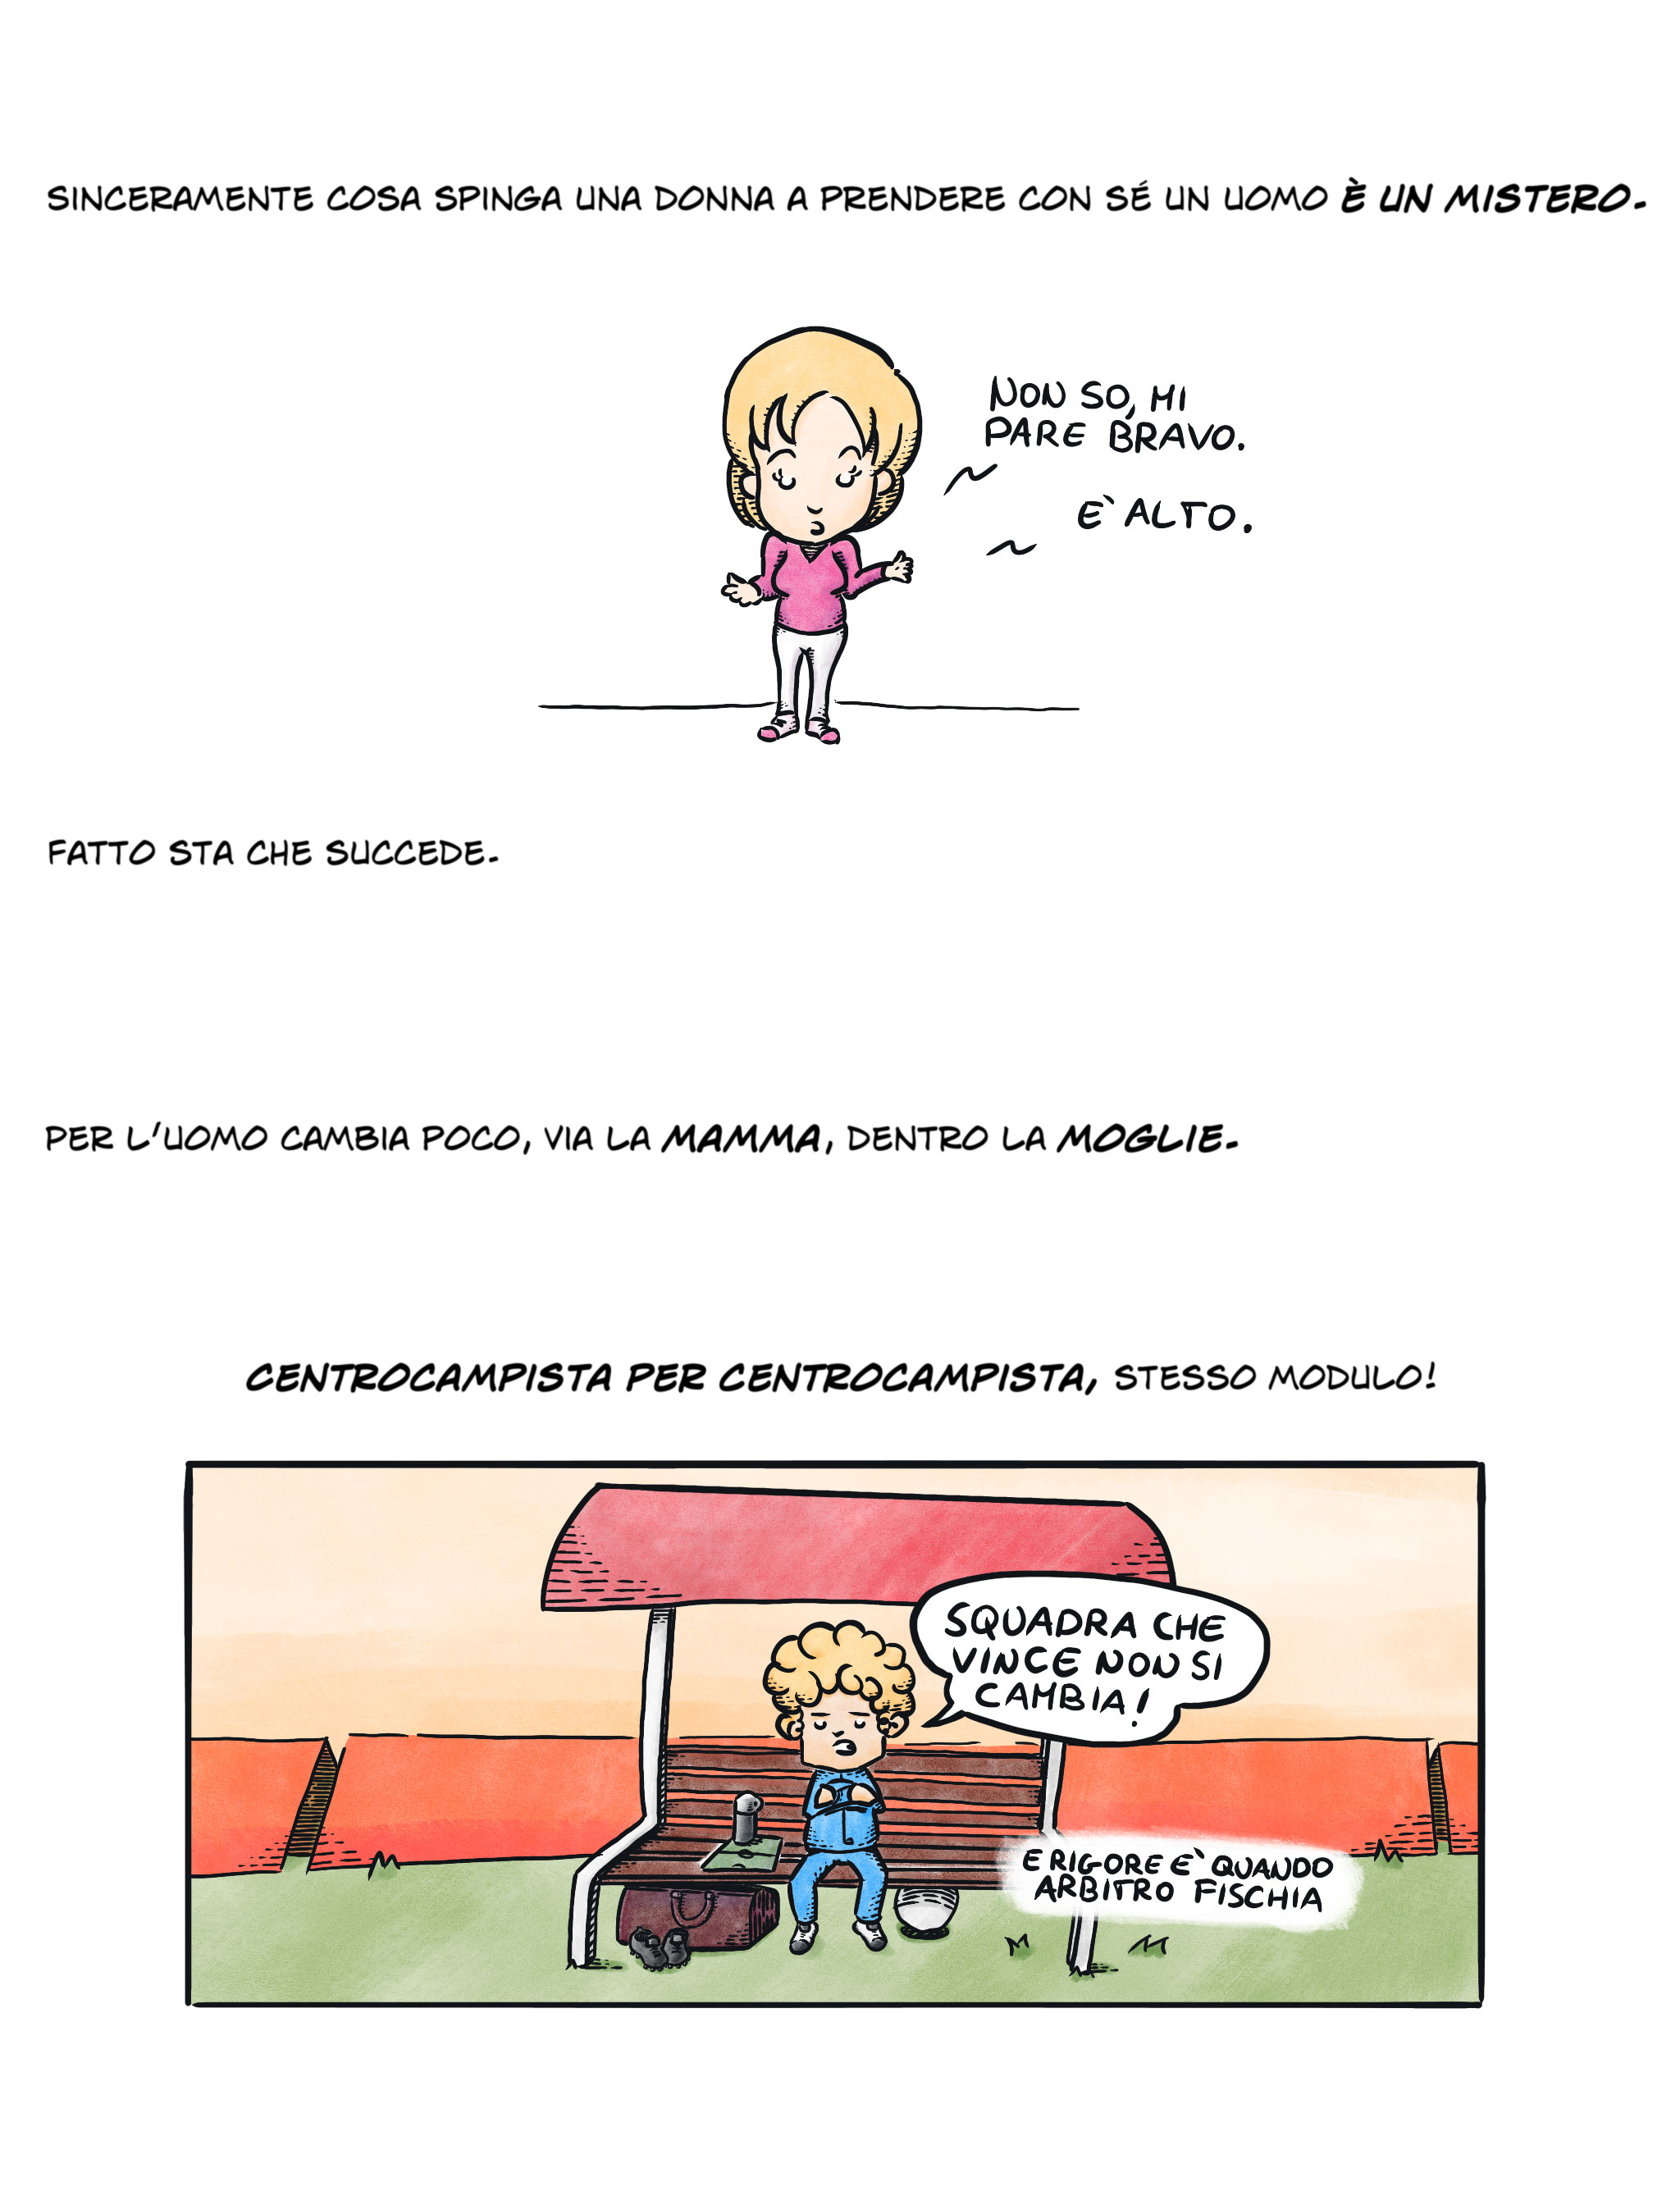 SINCERAMENTE COSA SPINGA UNA DONNA A PRENDERE CON SÉ UN UOMO È UN MISTERO.
NON SO, MI
PARE BRAVO.
E' ALTO.
FATTO STA CHE SUCCEDE.
PER L'UOMO CAMBIA POCO, VIA LA MAMMA, DENTRO LA MOGLIE.
CENTROCAMPISTA PER CENTROCAMPISTA, STESSO MODULO!
SQUADRA CHE
VINCE NON SI
CAMBIA!
E RIGORE E' QUANDO
ARBITRO FISCHIA